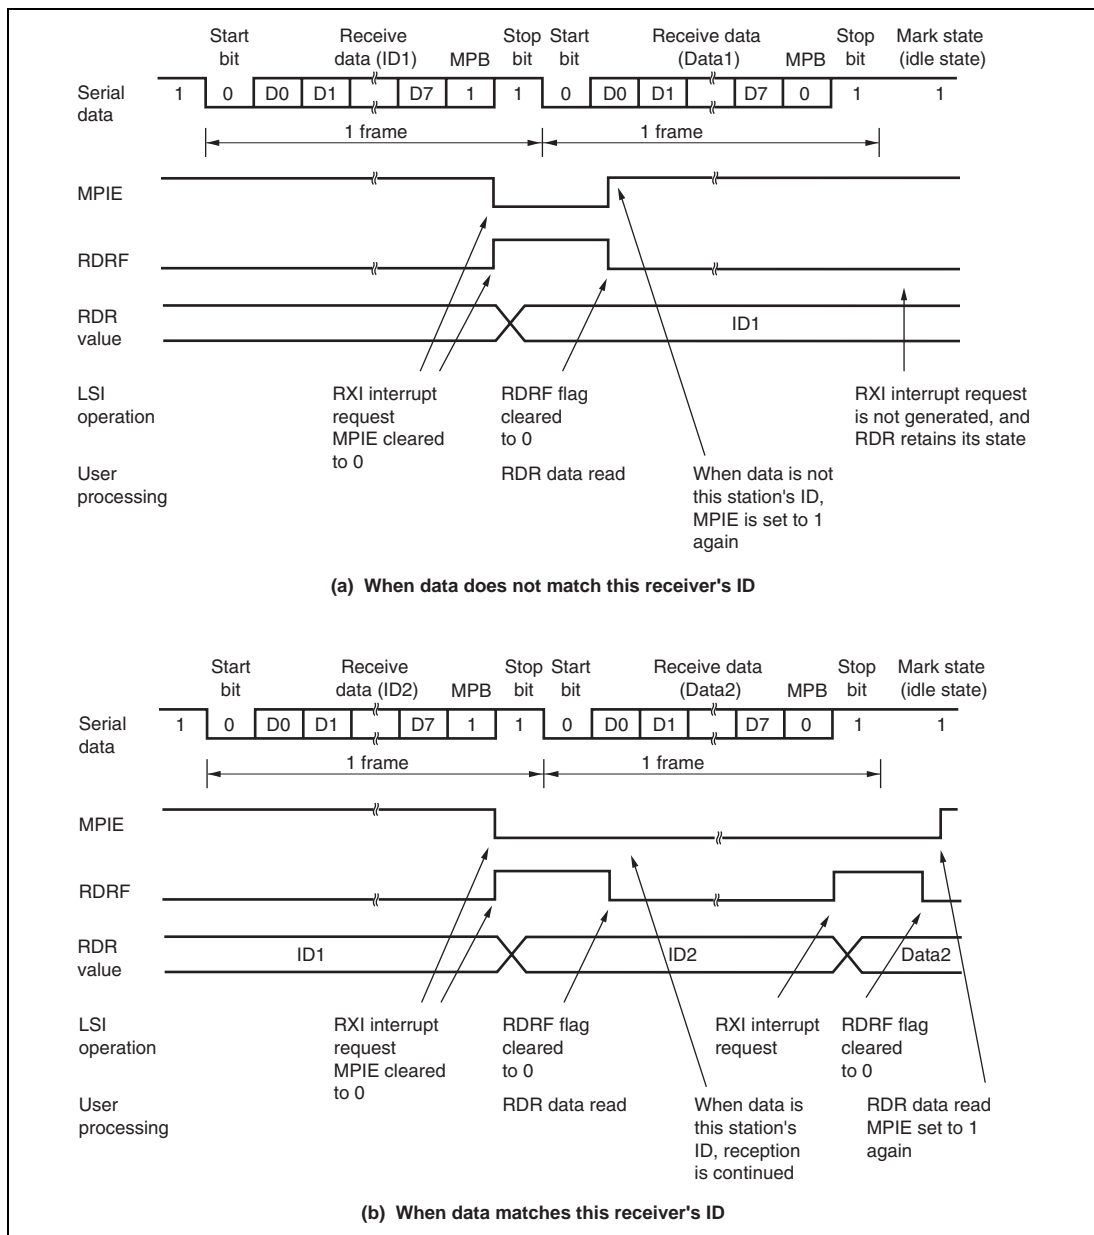 Start bit Receive data (ID1) MPB Stop bit Start bit Receive data (Data1) MPB Stop bit Mark state (idle state)
Serial data 1 0 D0 D1 D7 1 1 0 D0 D1 D7 0 1 1
1 frame 1 frame
MPIE
RDRF
RDR value
ID1
LSI operation
RXI interrupt request MPIE cleared to 0
RDRF flag cleared to 0
RXI interrupt request is not generated, and RDR retains its state
User processing
RDR data read
When data is not this station's ID, MPIE is set to 1 again
(a) When data does not match this receiver's ID
Start bit Receive data (ID2) MPB Stop bit Start bit Receive data (Data2) MPB Stop bit Mark state (idle state)
Serial data 1 0 D0 D1 D7 1 1 0 D0 D1 D7 0 1 1
1 frame 1 frame
MPIE
RDRF
RDR value
ID1 ID2 Data2
LSI operation
RXI interrupt request MPIE cleared to 0
RDRF flag cleared to 0
RXI interrupt request
RDRF flag cleared to 0
User processing
RDR data read
When data is this station's ID, reception is continued
RDR data read MPIE set to 1 again
(b) When data matches this receiver's ID